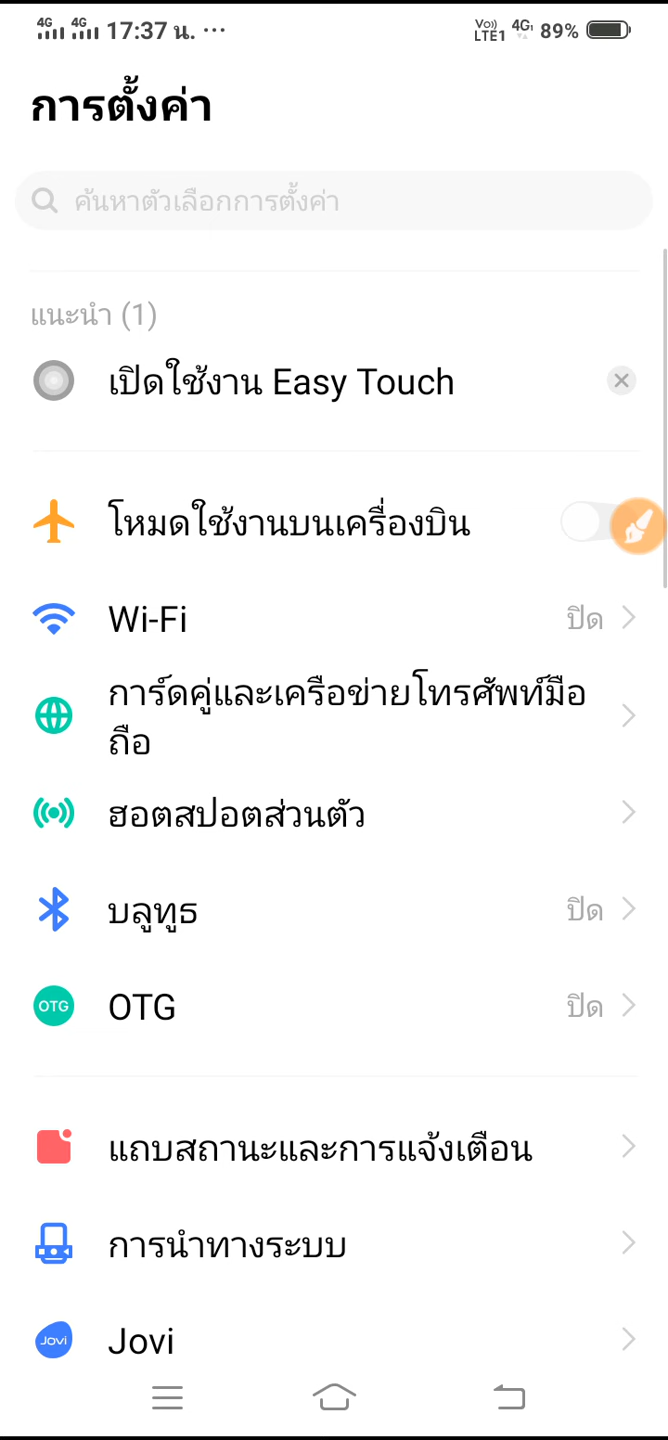 4G 4G 17:37 น. ··· Vo)) LTE1 4G 89%
การตั้งค่า
ค้นหาตัวเลือกการตั้งค่า
แนะนำ (1)
เปิดใช้งาน Easy Touch
โหมดใช้งานบนเครื่องบิน
Wi-Fi ปิด
การ์ดคู่และเครือข่ายโทรศัพท์มือ
ถือ
ฮอตสปอตส่วนตัว
บลูทูธ ปิด
OTG OTG ปิด
แถบสถานะและการแจ้งเตือน
การนำทางระบบ
Jovi Jovi